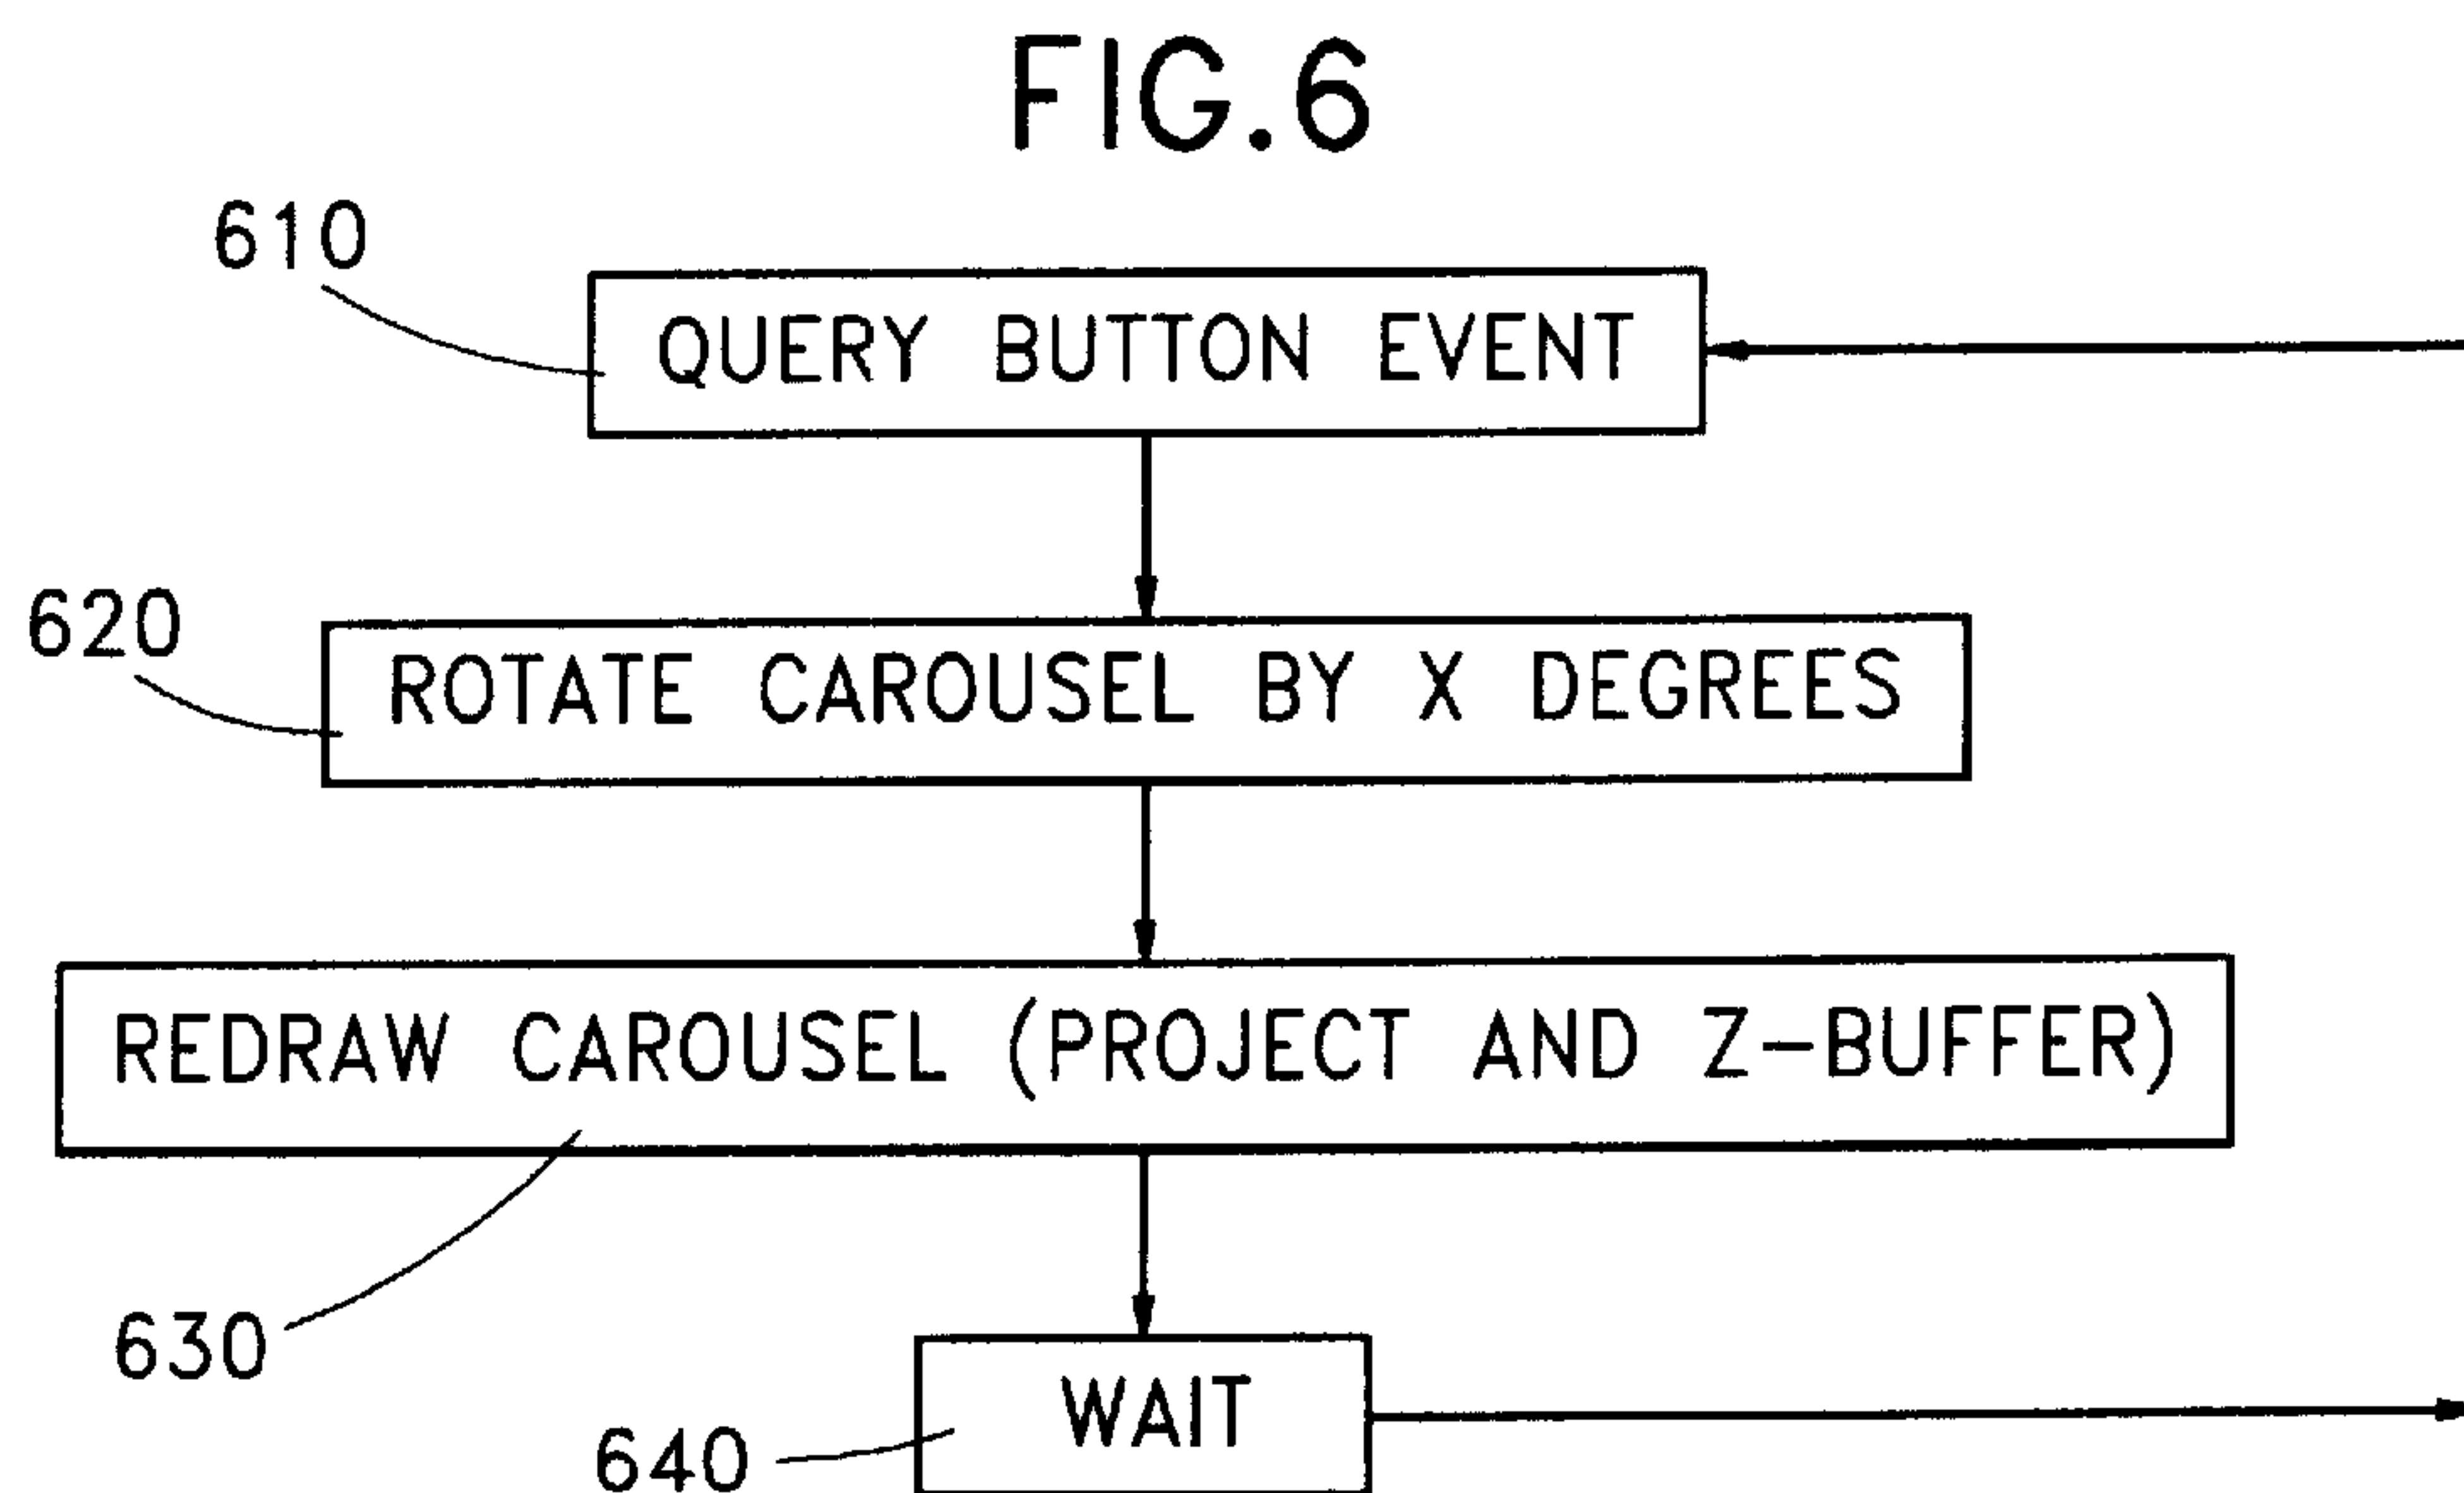 FIG.6
610
QUERY BUTTON EVENT
620
ROTATE CAROUSEL BY X DEGREES
REDRAW CAROUSEL (PROJECT AND Z-BUFFER)
630
WAIT
640